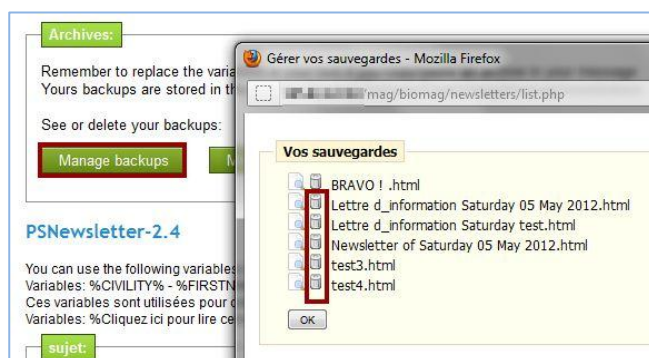 Archives:
Remember to replace the
Yours backups are stored in
See or delete your backups:
Manage backups
PSNewsletter-2.4
You can use the following variables
Variables: %CIVILITY% -
Ces variables sont utilisées pour
Variables: %Cliquez ici pour lire
sujet:
Gérer vos sauvegardes - Mozilla Firefox
/mag/biomag/newsletters/list.php
Vos sauvegardes
BRAVO ! .html
Lettre d_information Saturday 05 May 2012.html
Lettre d_information Saturday test.html
Newsletter of Saturday 05 May 2012.html
test3.html
test4.html
OK